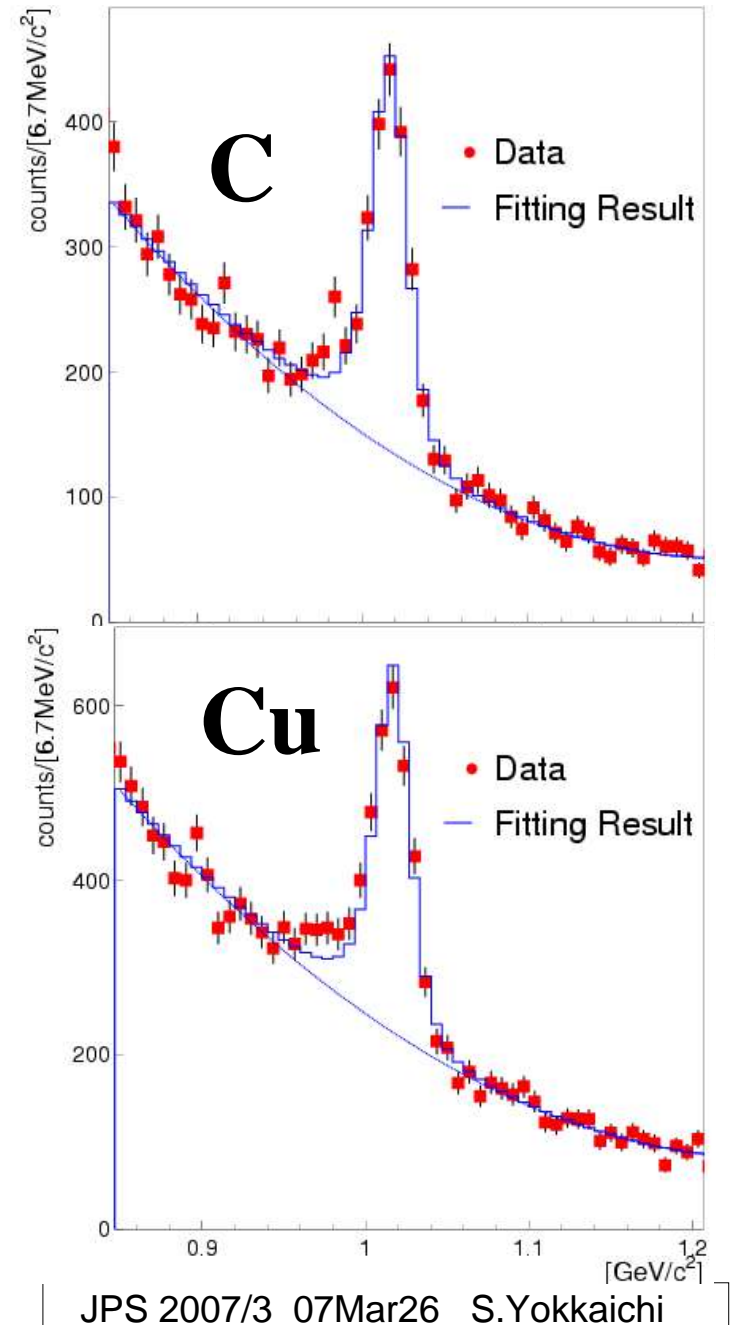 counts/[6.7MeV/c²]
400
300
200
100
0
C
Data
Fitting Result
counts/[6.7MeV/c²]
600
400
200
0
Cu
Data
Fitting Result
0.9
1
1.1
1.2
[GeV/c²]
JPS 2007/3 07Mar26 S.Yokkaichi